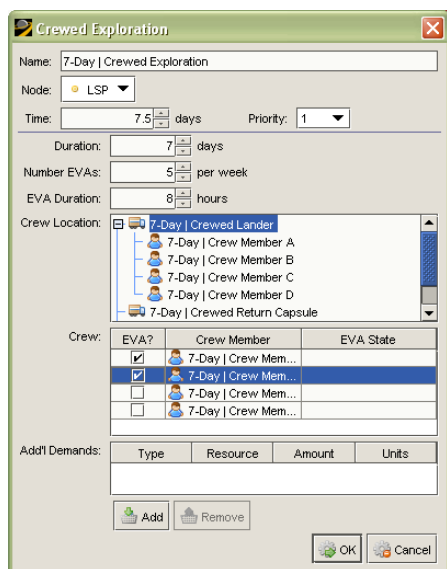 Crewed Exploration
Name: 7-Day | Crewed Exploration
Node: LSP
Time: 7.5 days Priority: 1
Duration: 7 days
Number EVAs: 5 per week
EVA Duration: 8 hours
Crew Location: 7-Day | Crewed Lander
7-Day | Crew Member A
7-Day | Crew Member B
7-Day | Crew Member C
7-Day | Crew Member D
7-Day | Crewed Return Capsule
Crew: EVA? Crew Member EVA State
7-Day | Crew Mem...
7-Day | Crew Mem...
7-Day | Crew Mem...
7-Day | Crew Mem...
Add'l Demands: Type Resource Amount Units
Add Remove
OK Cancel